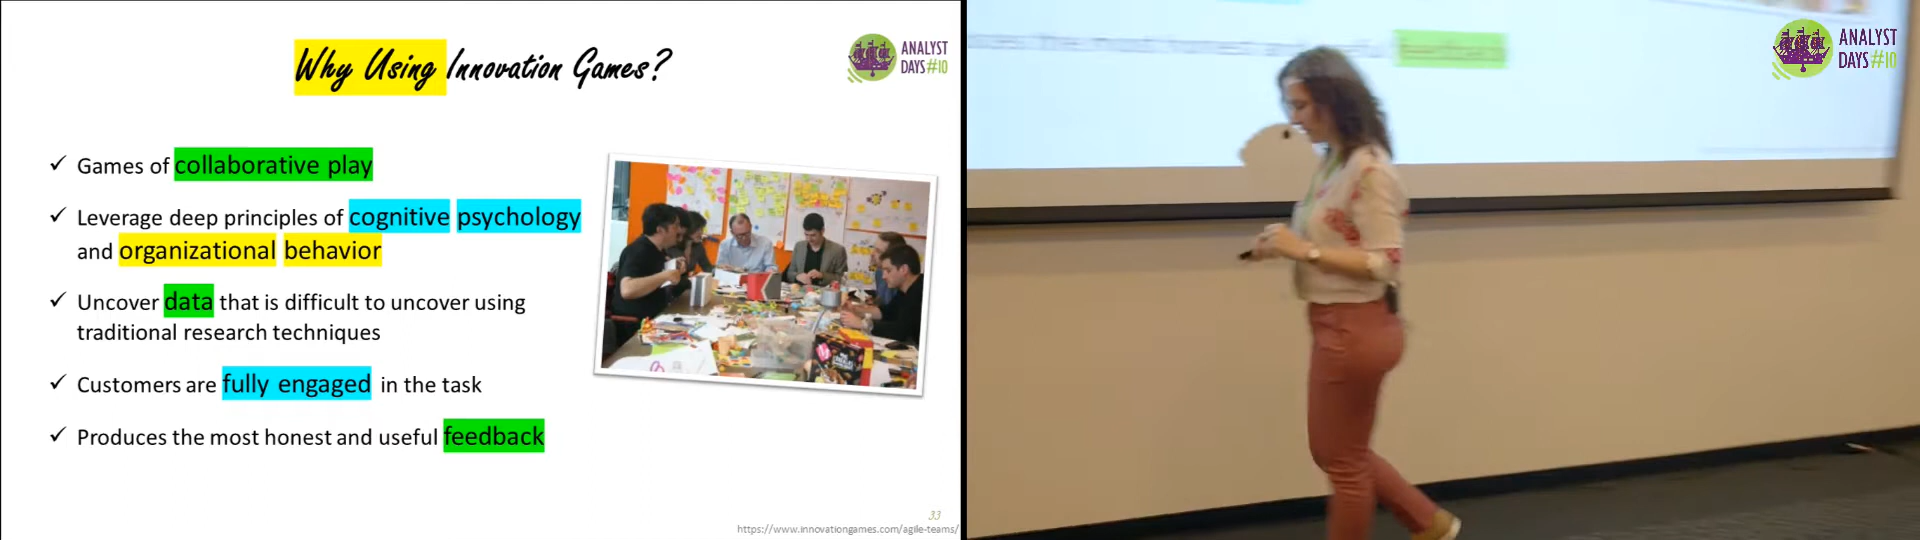 Why Using Innovation Games?
ANALYST
DAYS#10
Games of collaborative play
Leverage deep principles of cognitive psychology
and organizational behavior
Uncover data that is difficult to uncover using
traditional research techniques
Customers are fully engaged in the task
Produces the most honest and useful feedback
33
https://www.innovationgames.com/agile-teams/
ANALYST
DAYS#10